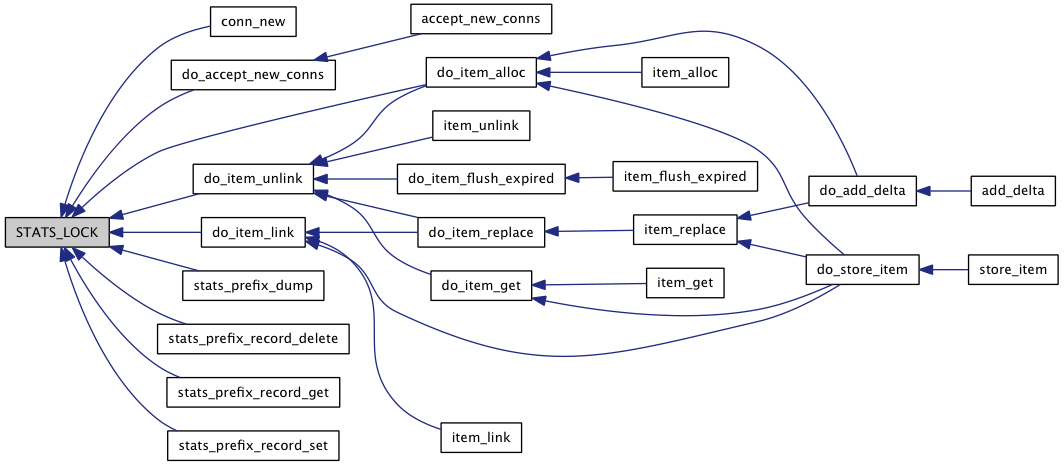 conn_new
accept_new_conns
do_accept_new_conns
do_item_alloc
item_alloc
item_unlink
do_item_unlink
do_item_flush_expired
item_flush_expired
do_add_delta
add_delta
STATS_LOCK
do_item_link
do_item_replace
item_replace
do_store_item
store_item
stats_prefix_dump
do_item_get
item_get
stats_prefix_record_delete
stats_prefix_record_get
stats_prefix_record_set
item_link